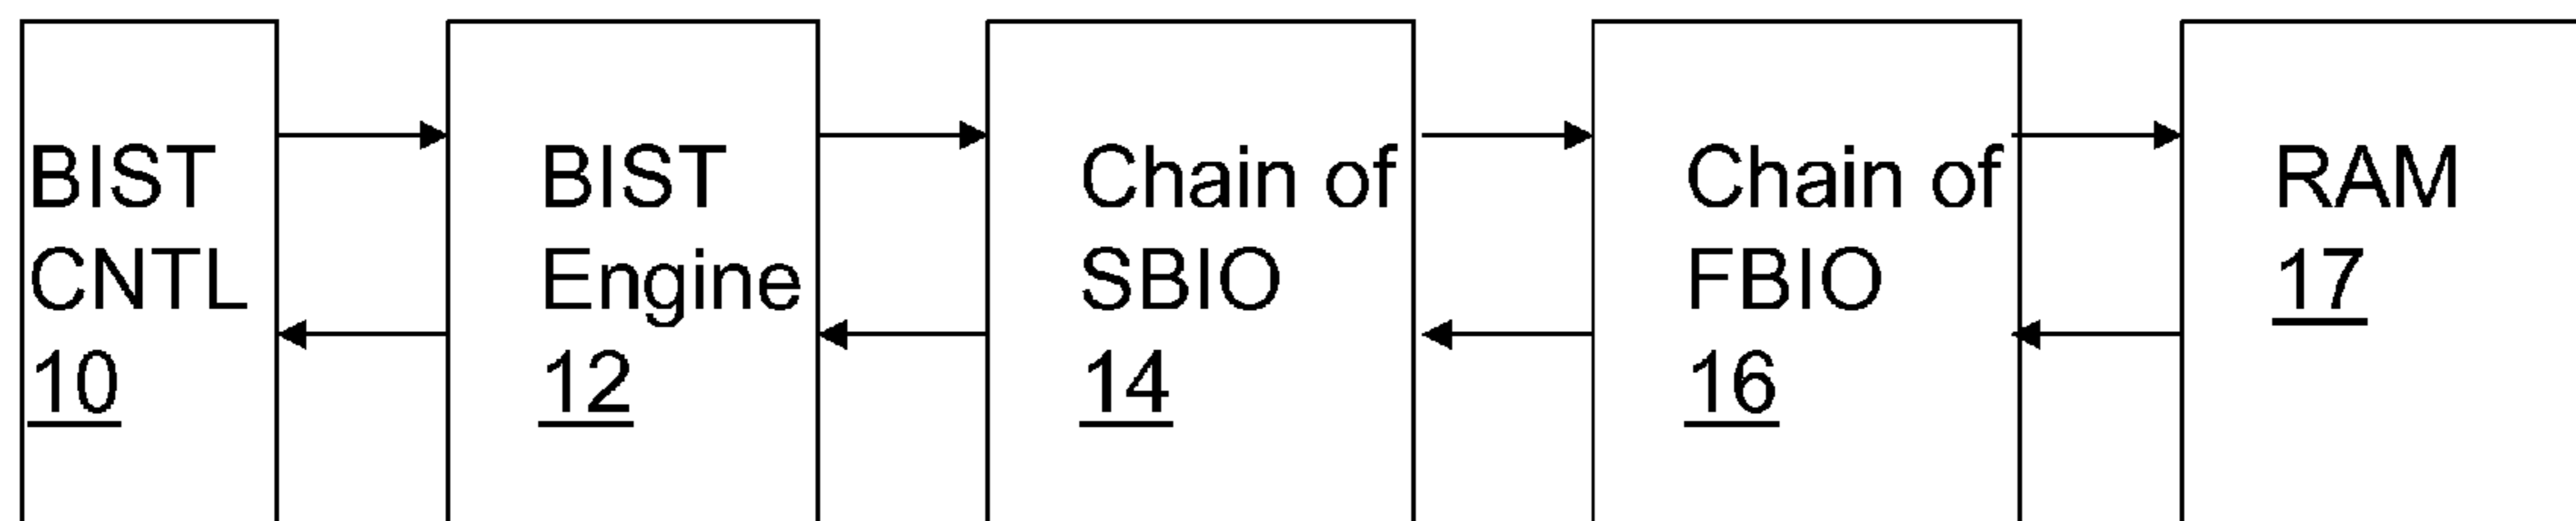 BIST
CNTL
10
BIST
Engine
12
Chain of
SBIO
14
Chain of
FBIO
16
RAM
17